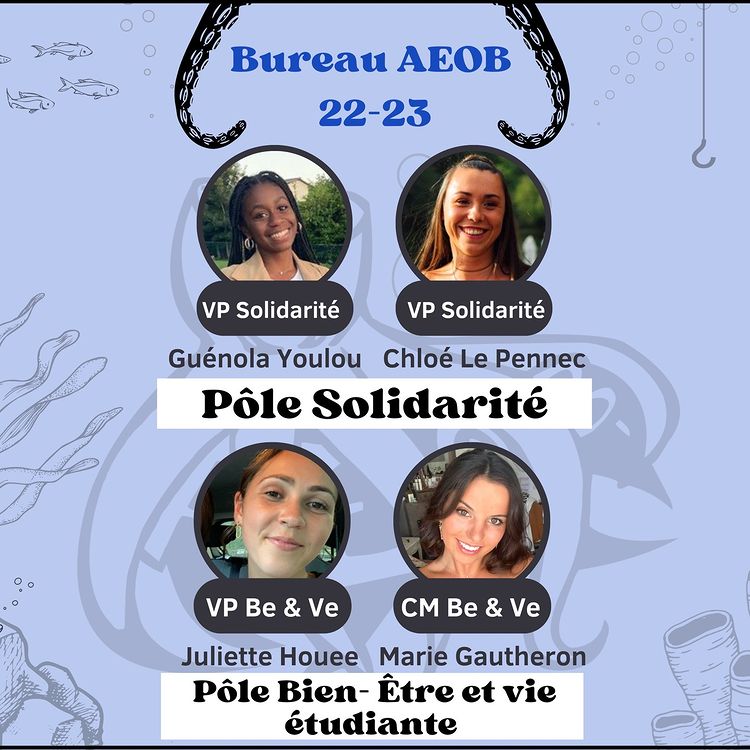 Bureau AEOB
22-23
VP Solidarité VP Solidarité
Guénola Youlou Chloé Le Pennec
Pôle Solidarité
VP Be & Ve CM Be & Ve
Juliette Houee Marie Gautheron
Pôle Bien- Être et vie
étudiante